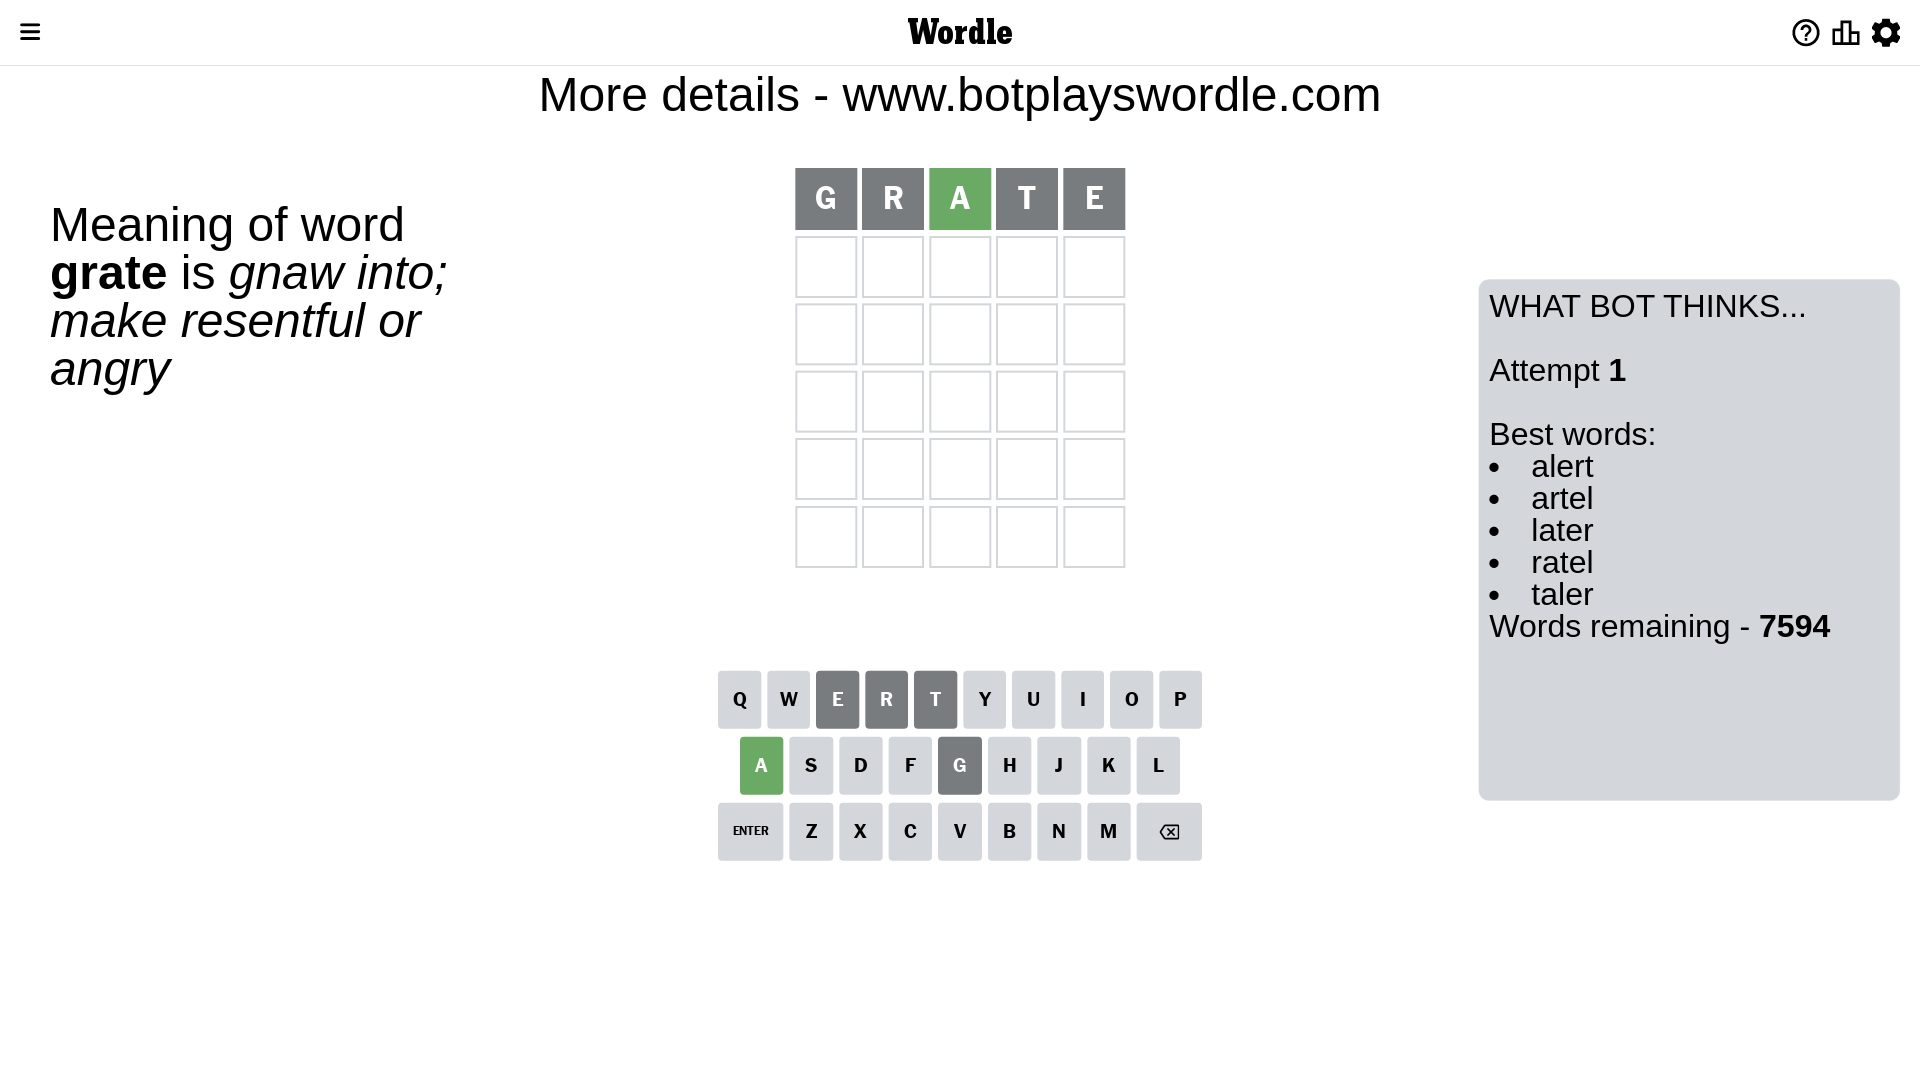 Wordle
More details - www.botplayswordle.com
GRATE
Meaning of word
grate is gnaw into;
make resentful or
angry
WHAT BOT THINKS...
Attempt 1
Best words:
• alert
• artel
• later
• ratel
• taler
Words remaining - 7594
Q W E R T Y U I O P
A S D F G H J K L
ENTER Z X C V B N M